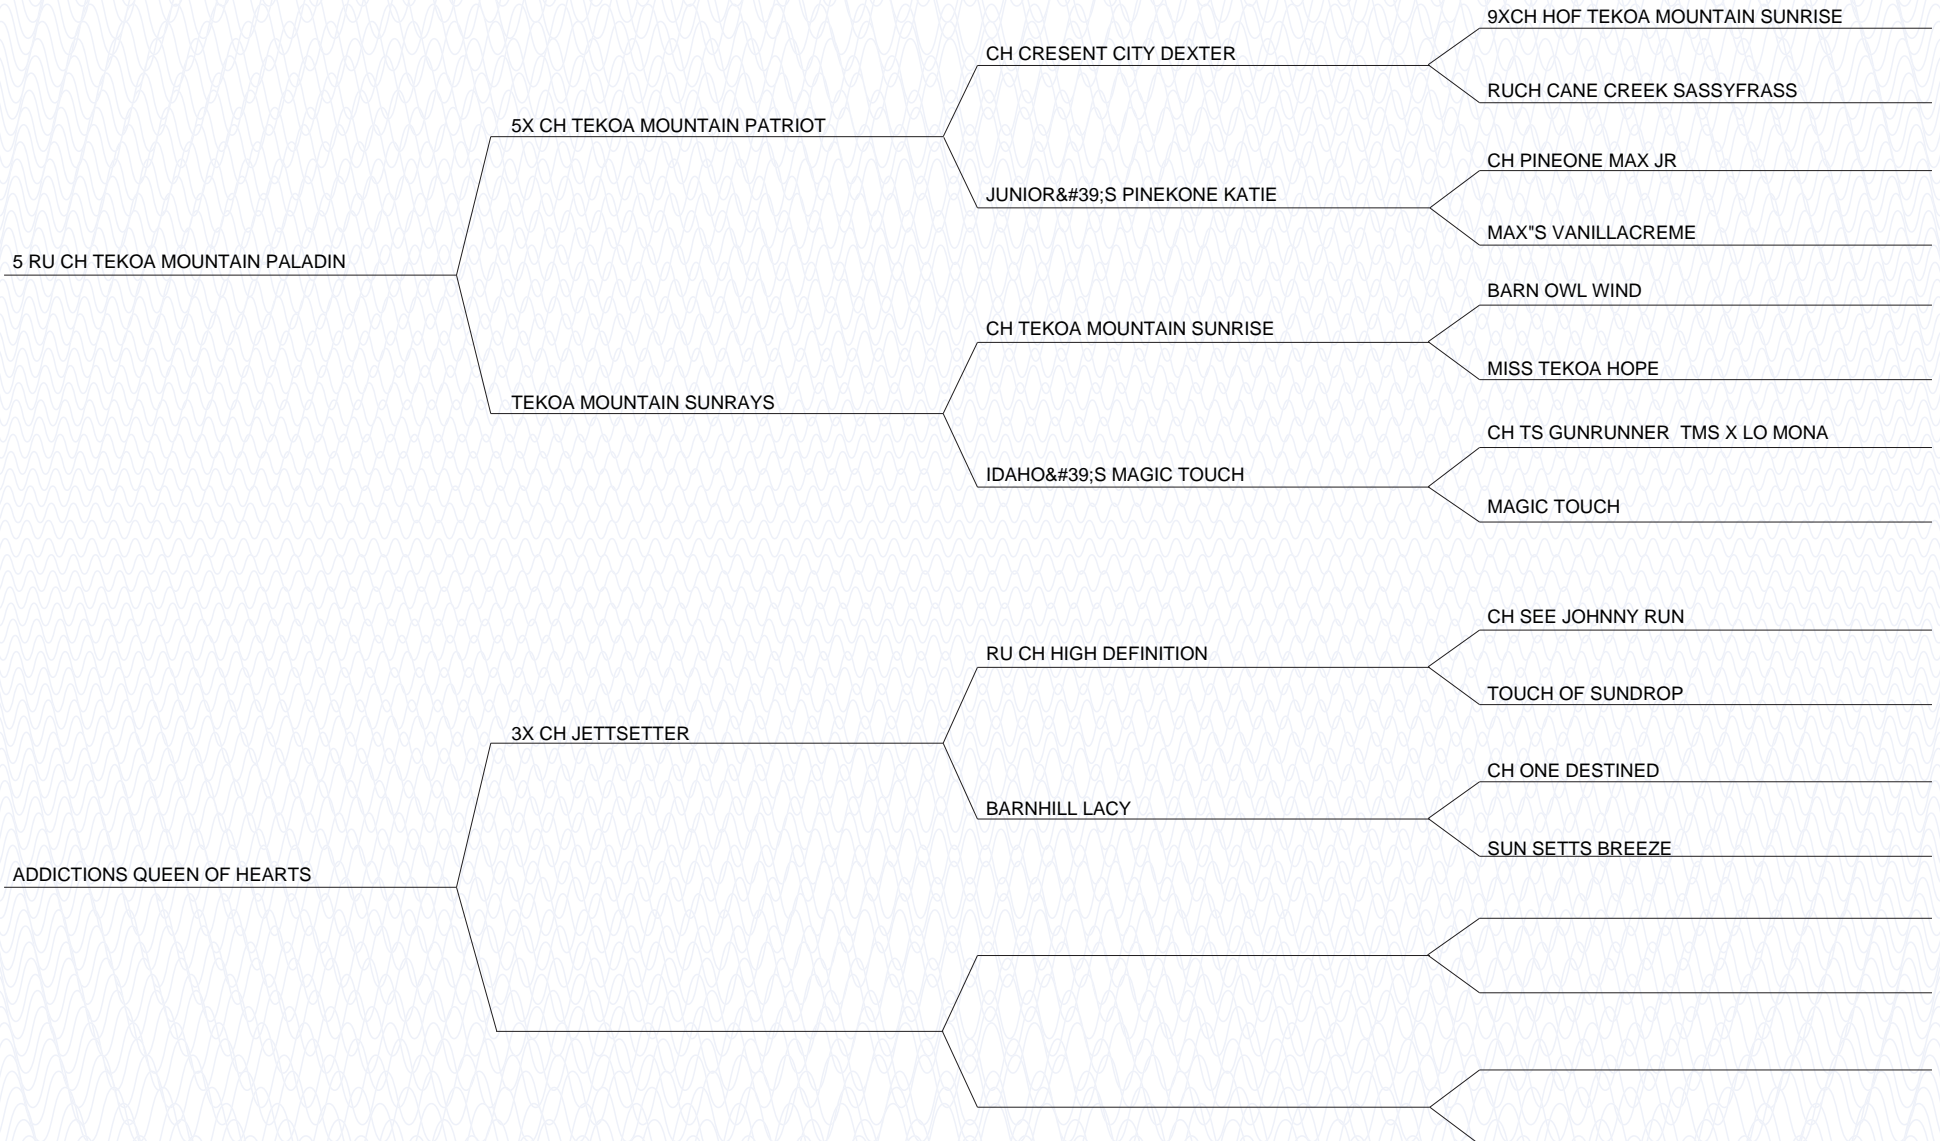 9XCH HOF TEKOA MOUNTAIN SUNRISE
CH CRESENT CITY DEXTER
RUCH CANE CREEK SASSYFRASS
5X CH TEKOA MOUNTAIN PATRIOT
CH PINEONE MAX JR
JUNIOR&#39;S PINEKONE KATIE
MAX"S VANILLACREME
5 RU CH TEKOA MOUNTAIN PALADIN
BARN OWL WIND
CH TEKOA MOUNTAIN SUNRISE
MISS TEKOA HOPE
TEKOA MOUNTAIN SUNRAYS
CH TS GUNRUNNER  TMS X LO MONA
IDAHO&#39;S MAGIC TOUCH
MAGIC TOUCH
CH SEE JOHNNY RUN
RU CH HIGH DEFINITION
TOUCH OF SUNDROP
3X CH JETTSETTER
CH ONE DESTINED
BARNHILL LACY
SUN SETTS BREEZE
ADDICTIONS QUEEN OF HEARTS